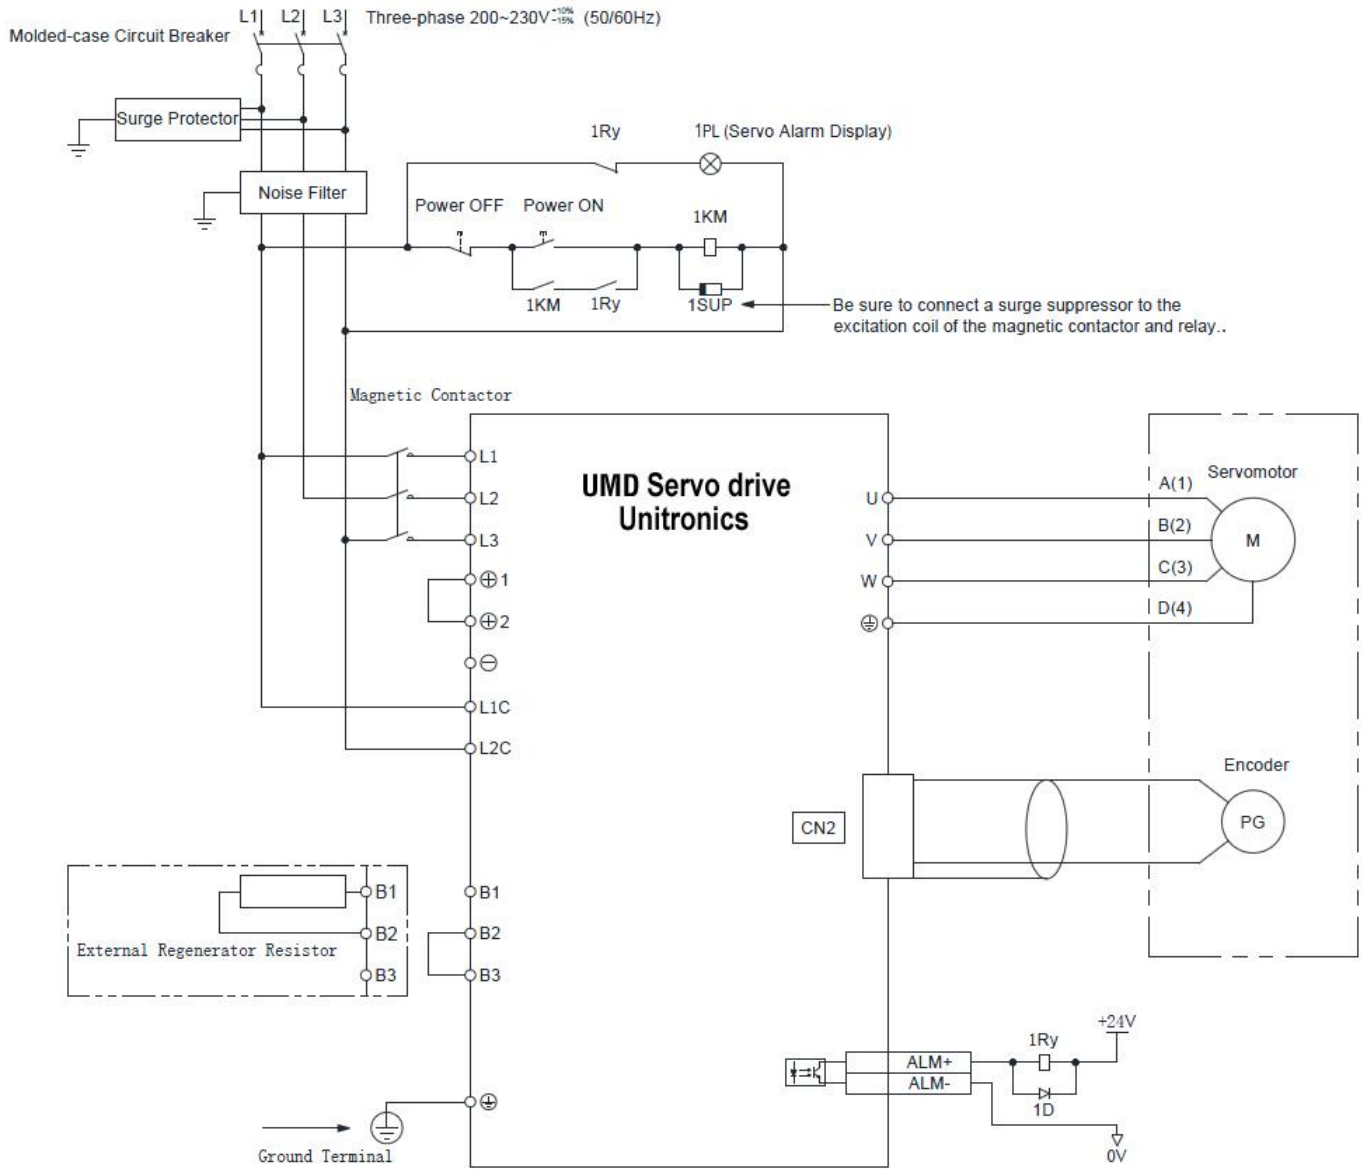 L1 L2 L3 Three-phase 200~230V +10% -15% (50/60Hz)
Molded-case Circuit Breaker
Surge Protector
1Ry 1PL (Servo Alarm Display)
Noise Filter
Power OFF Power ON 1KM
1KM 1Ry 1SUP
Be sure to connect a surge suppressor to the
excitation coil of the magnetic contactor and relay..
Magnetic Contactor
UMD Servo drive
Unitronics
L1
L2
L3
1
2
L1C
L2C
U
V
W
A(1)
B(2)
C(3)
D(4)
Servomotor
M
Encoder
PG
CN2
B1
B2
B3
External Regenerator Resistor
B1
B2
B3
+24V
1Ry
ALM+
ALM-
1D
0V
Ground Terminal